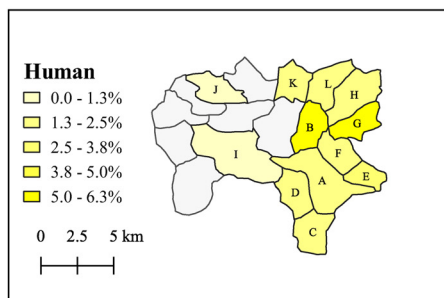 Human
0.0 - 1.3%
1.3 - 2.5%
2.5 - 3.8%
3.8 - 5.0%
5.0 - 6.3%
0 2.5 5 km
J
K
L
H
B
G
I
F
A
E
D
C